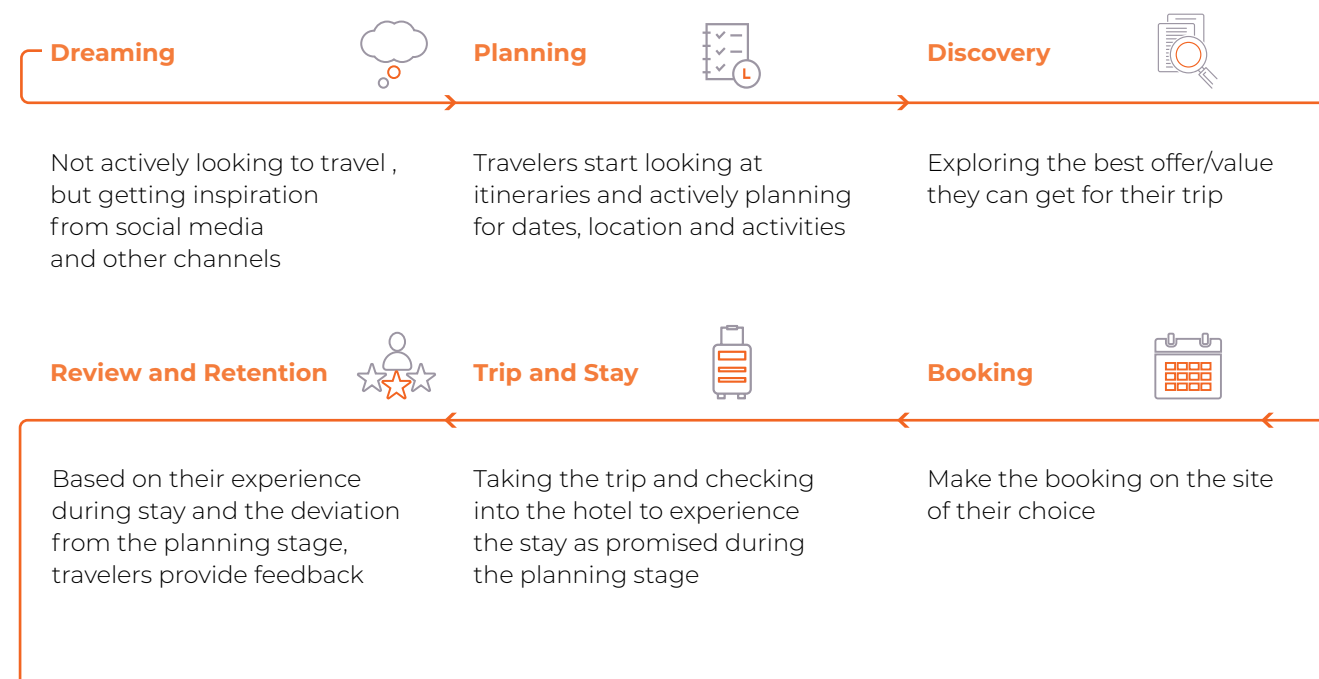 Dreaming
Planning
Discovery
Not actively looking to travel ,
but getting inspiration
from social media
and other channels
Travelers start looking at
itineraries and actively planning
for dates, location and activities
Exploring the best offer/value
they can get for their trip
Review and Retention
Trip and Stay
Booking
Based on their experience
during stay and the deviation
from the planning stage,
travelers provide feedback
Taking the trip and checking
into the hotel to experience
the stay as promised during
the planning stage
Make the booking on the site
of their choice